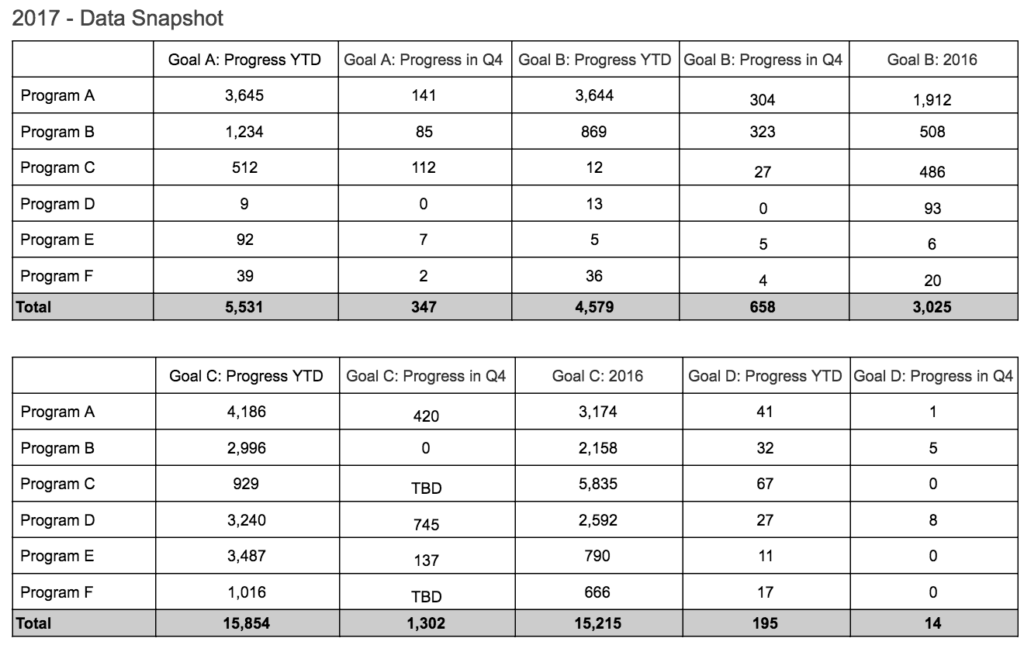 2017 - Data Snapshot
Goal A: Progress YTD Goal A: Progress in Q4 Goal B: Progress YTD Goal B: Progress in Q4 Goal B: 2016
Program A 3,645 141 3,644 304 1,912
Program B 1,234 85 869 323 508
Program C 512 112 12 27 486
Program D 9 0 13 0 93
Program E 92 7 5 5 6
Program F 39 2 36 4 20
Total 5,531 347 4,579 658 3,025
Goal C: Progress YTD Goal C: Progress in Q4 Goal C: 2016 Goal D: Progress YTD Goal D: Progress in Q4
Program A 4,186 420 3,174 41 1
Program B 2,996 0 2,158 32 5
Program C 929 TBD 5,835 67 0
Program D 3,240 745 2,592 27 8
Program E 3,487 137 790 11 0
Program F 1,016 TBD 666 17 0
Total 15,854 1,302 15,215 195 14